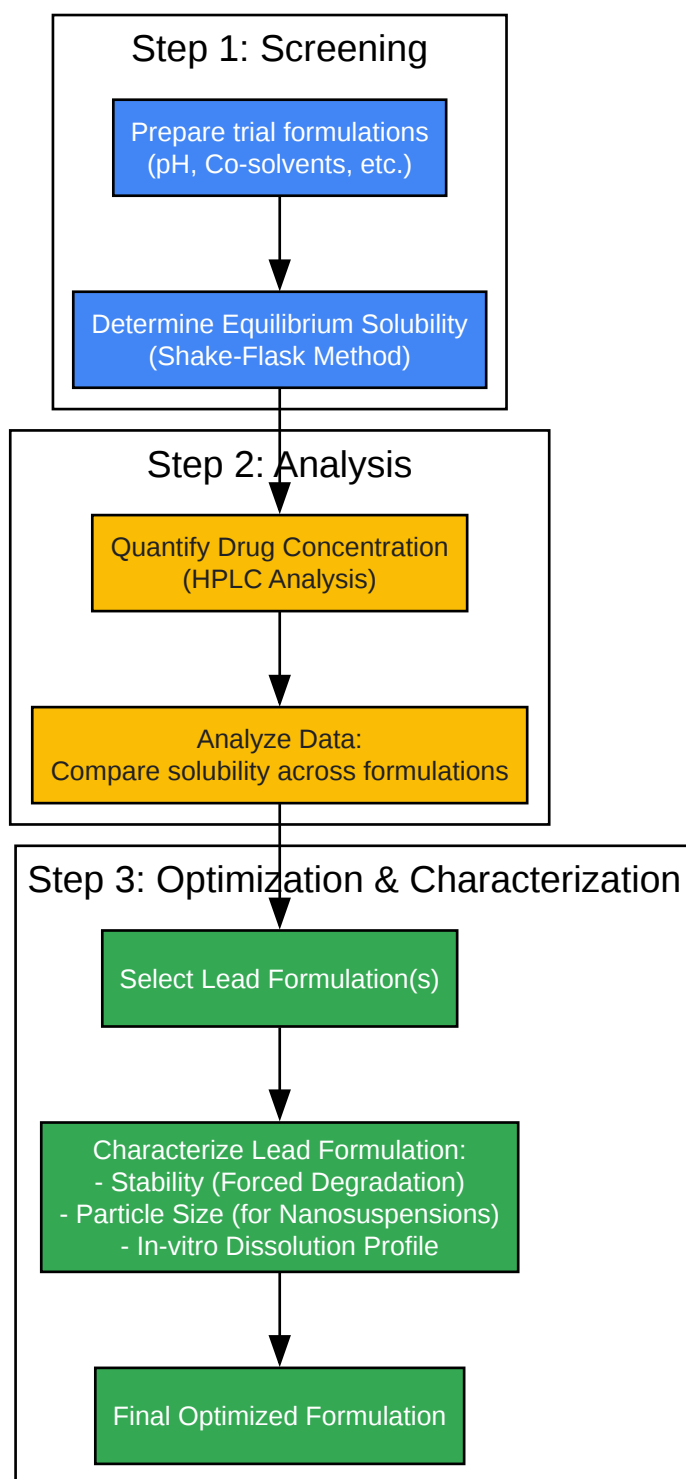 Step 1: Screening
Prepare trial formulations
(pH, Co-solvents, etc.)
Determine Equilibrium Solubility
(Shake-Flask Method)
Step 2: Analysis
Quantify Drug Concentration
(HPLC Analysis)
Analyze Data:
Compare solubility across formulations
Step 3: Optimization & Characterization
Select Lead Formulation(s)
Characterize Lead Formulation:
- Stability (Forced Degradation)
- Particle Size (for Nanosuspensions)
- In-vitro Dissolution Profile
Final Optimized Formulation